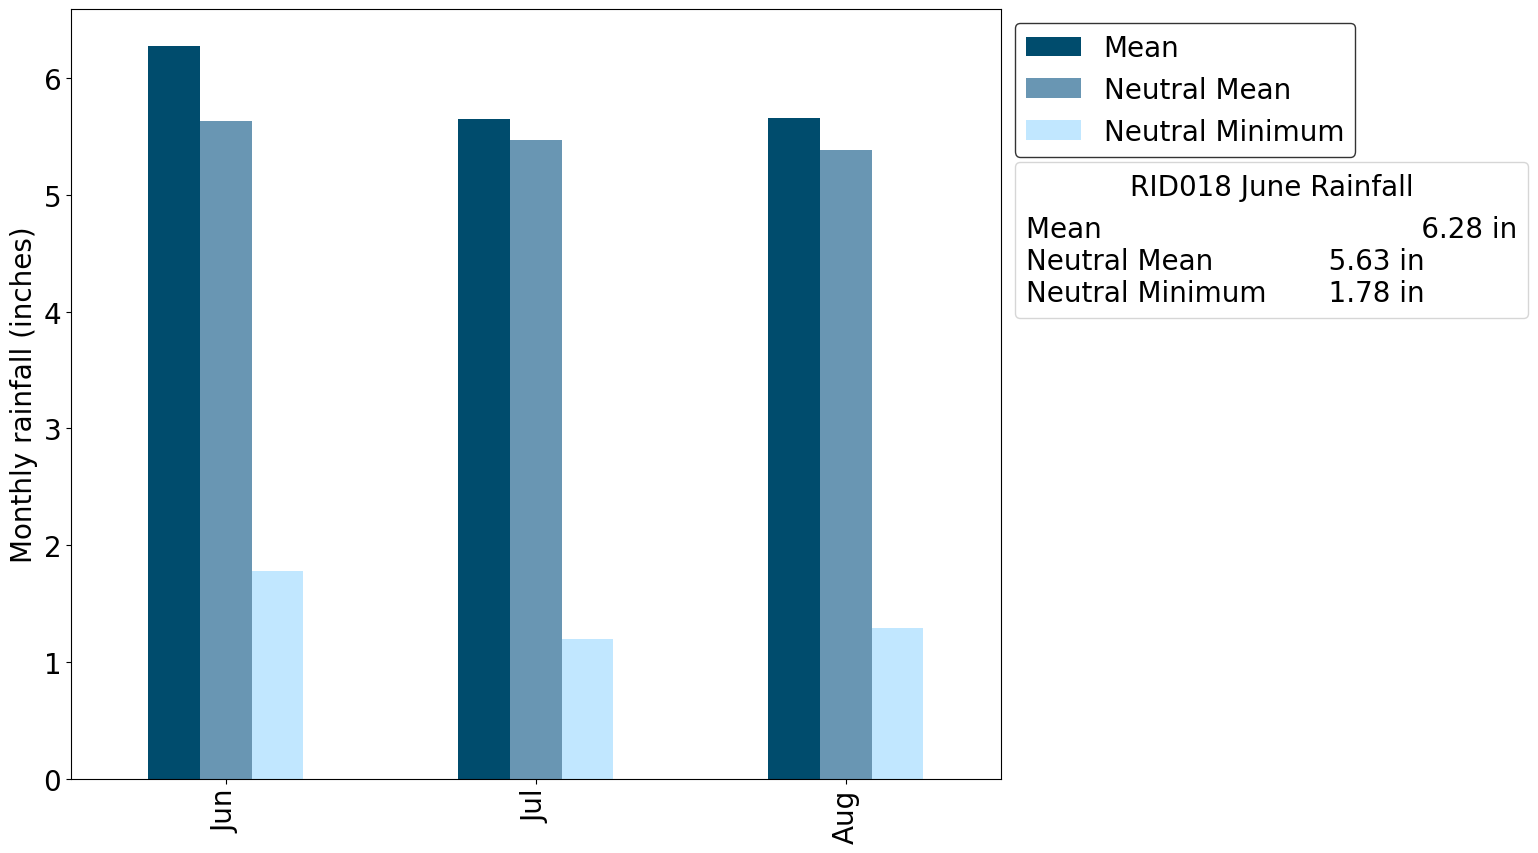 Monthly rainfall (inches)
6
5
4
3
2
1
0
Jun
Jul
Aug
Mean
Neutral Mean
Neutral Minimum
RID018 June Rainfall
Mean 6.28 in
Neutral Mean 5.63 in
Neutral Minimum 1.78 in